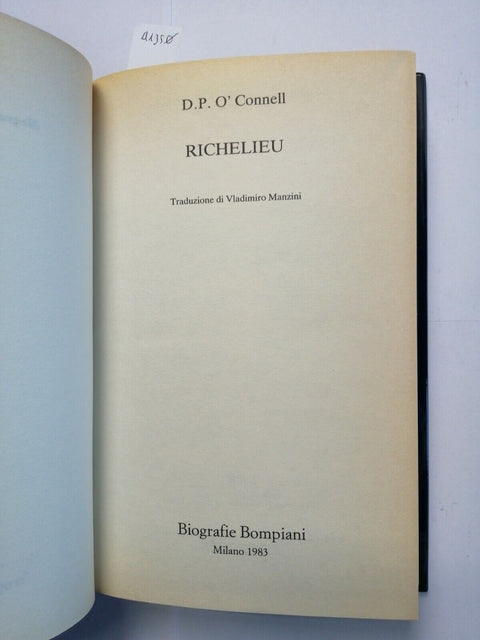 D.P. O' Connell
RICHELIEU
Traduzione di Vladimiro Manzini
Biografie Bompiani
Milano 1983